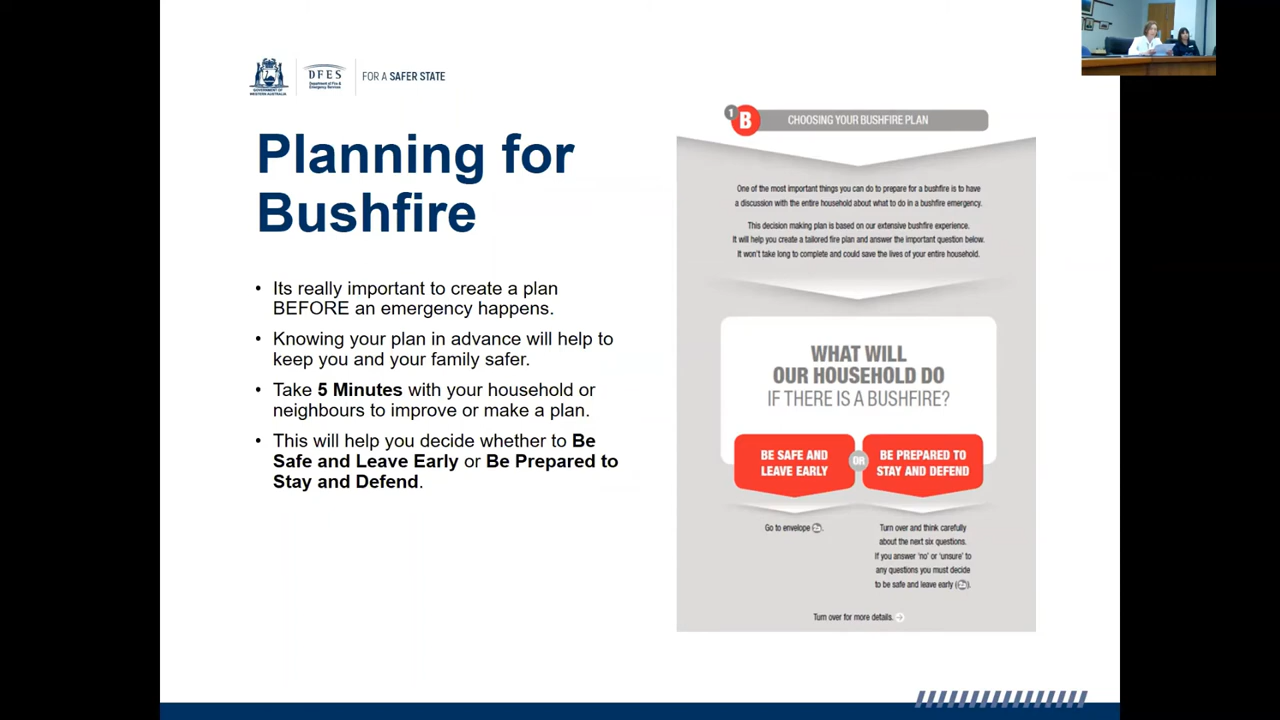 GOVERNMENT OF
WESTERN AUSTRALIA
DFES
Department of Fire &
Emergency Services
FOR A SAFER STATE
Planning for
Bushfire
• Its really important to create a plan
BEFORE an emergency happens.
• Knowing your plan in advance will help to
keep you and your family safer.
• Take 5 Minutes with your household or
neighbours to improve or make a plan.
• This will help you decide whether to Be
Safe and Leave Early or Be Prepared to
Stay and Defend.
1 B CHOOSING YOUR BUSHFIRE PLAN
One of the most important things you can do to prepare for a bushfire is to have
a discussion with the entire household about what to do in a bushfire emergency.
This decision making plan is based on our extensive bushfire experience.
It will help you create a tailored fire plan and answer the important question below.
It won't take long to complete and could save the lives of your entire household.
WHAT WILL
OUR HOUSEHOLD DO
IF THERE IS A BUSHFIRE?
BE SAFE AND
LEAVE EARLY
OR
BE PREPARED TO
STAY AND DEFEND
Go to envelope 2a.
Turn over and think carefully
about the next six questions.
If you answer 'no' or 'unsure' to
any questions you must decide
to be safe and leave early (2a).
Turn over for more details.